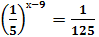 (1/5)^(x-9) = 1/125